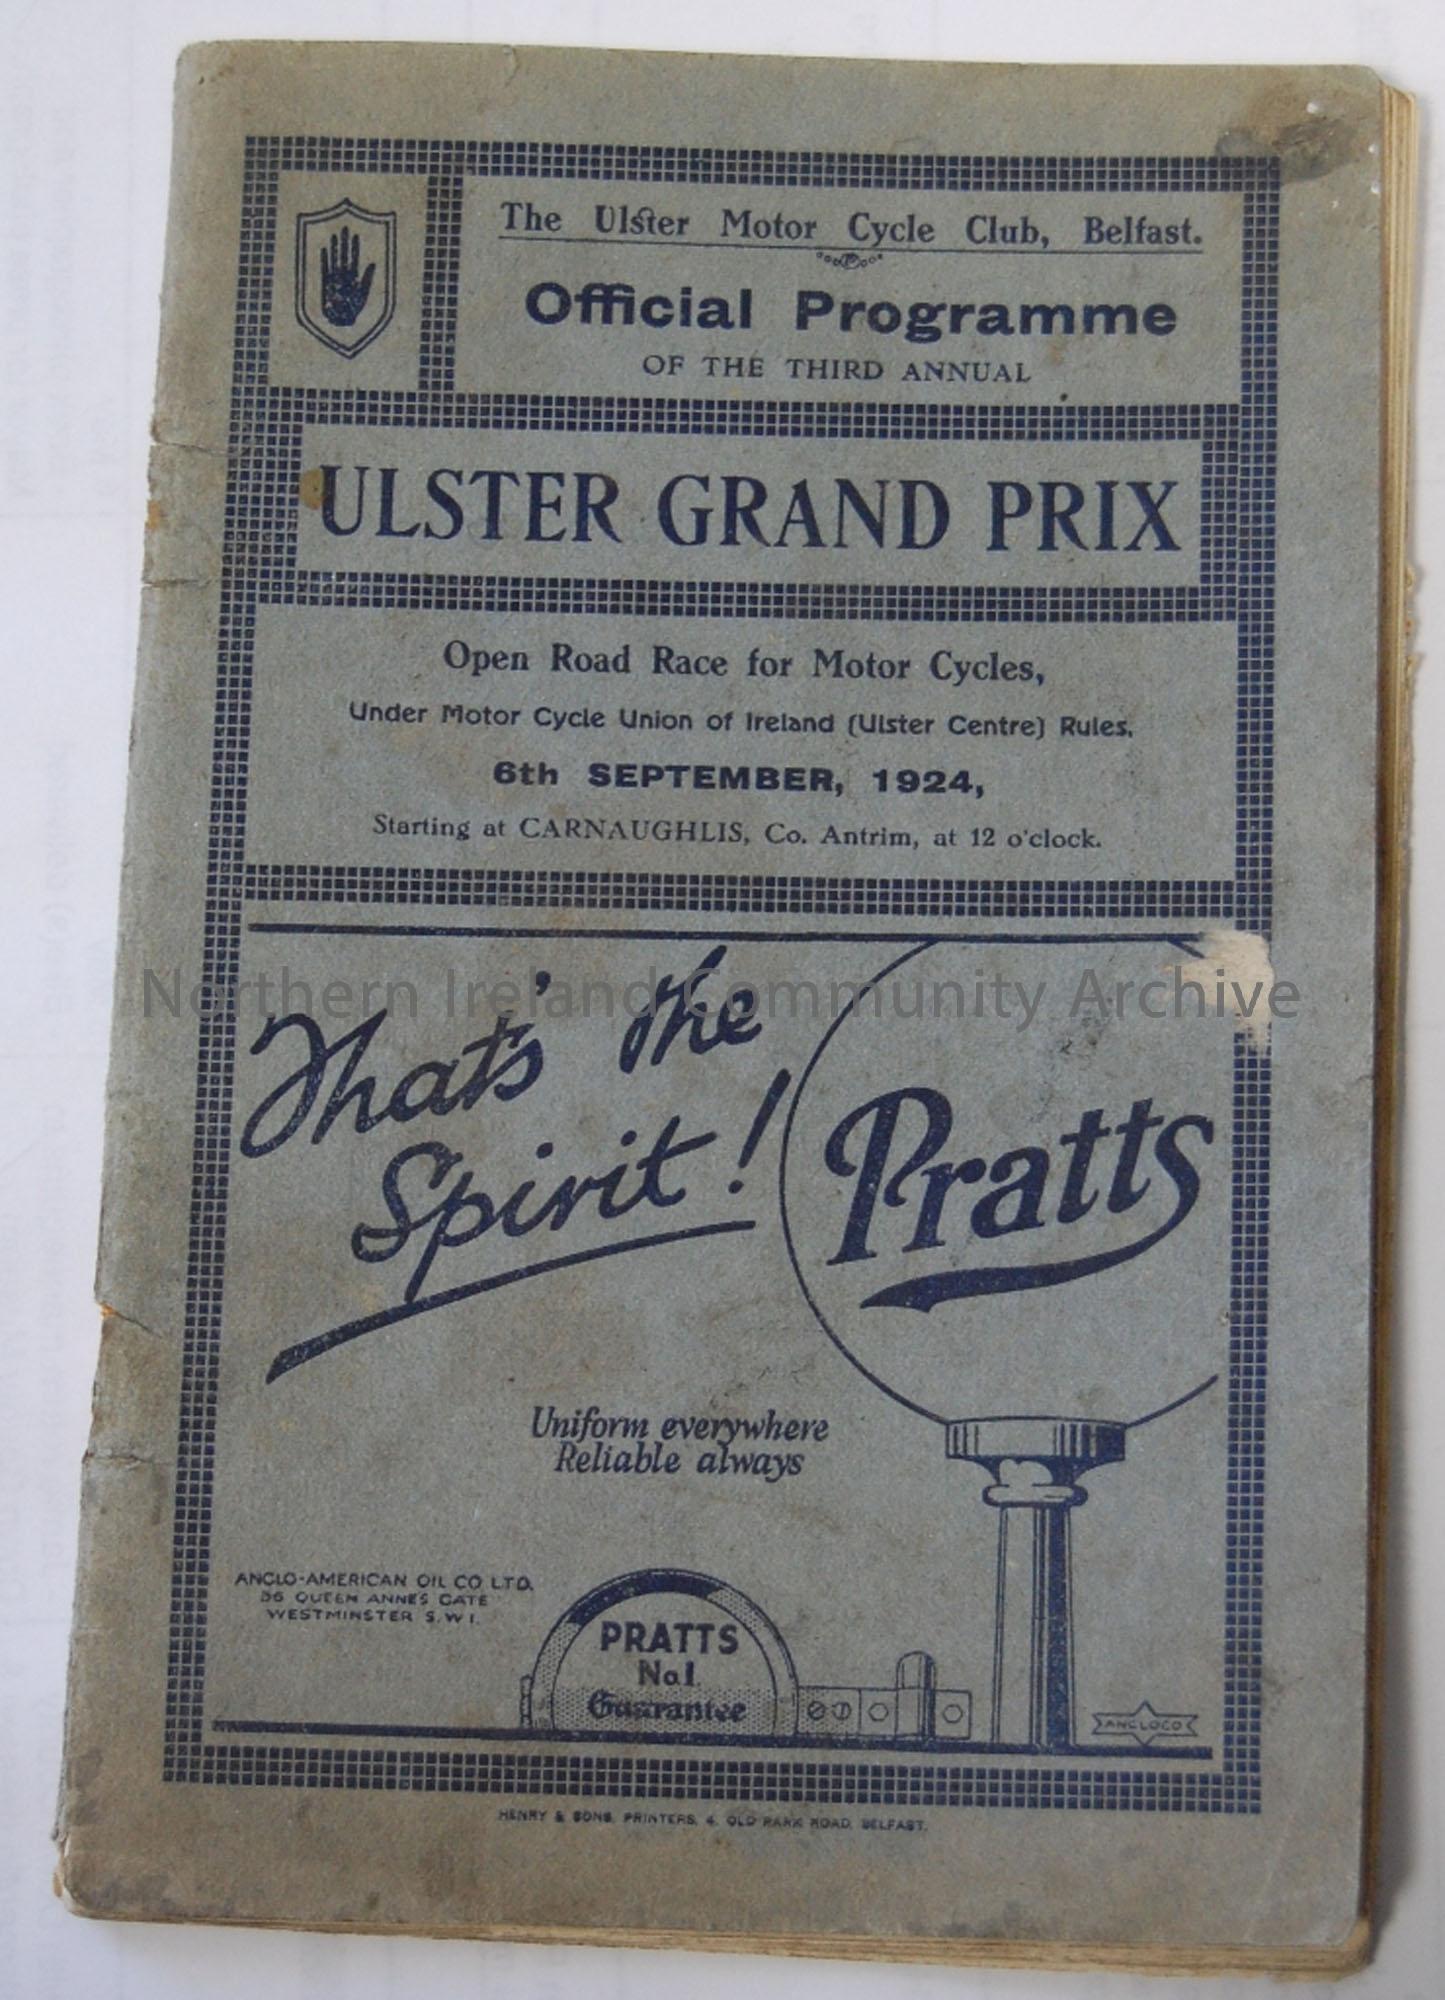 The Ulster Motor Cycle Club, Belfast.
Official Programme
OF THE THIRD ANNUAL
ULSTER GRAND PRIX
Open Road Race for Motor Cycles,
Under Motor Cycle Union of Ireland (Ulster Centre) Rules,
6th SEPTEMBER, 1924,
Starting at CARNAUGHLIS, Co. Antrim, at 12 o'clock.
Northern Ireland Community Archive
That's the
Spirit!
Pratts
Uniform everywhere
Reliable always
ANGLO-AMERICAN OIL CO LTD.
36 QUEEN ANNE'S GATE
WESTMINSTER S.W.1.
PRATTS
No.1
Guarantee
ANGLOCO
HENRY & SONS, PRINTERS, 4, OLD PARK ROAD, BELFAST.